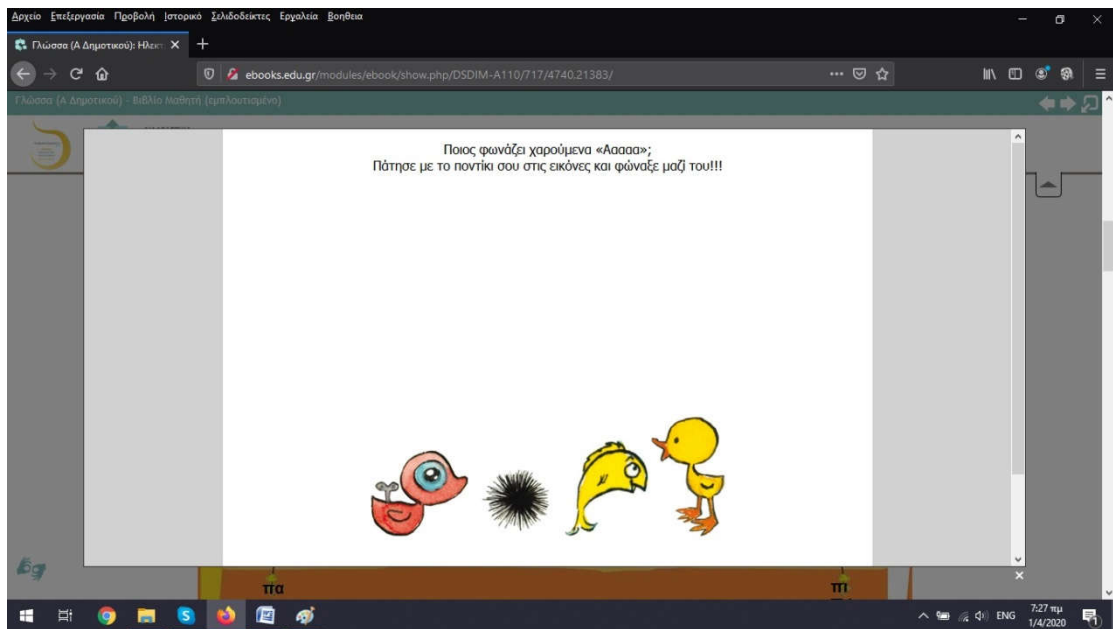 Αρχείο Επεξεργασία Προβολή Ιστορικό Σελιδοδείκτες Εργαλεία Βοήθεια
Γλώσσα (Α Δημοτικού): Ηλεκτ
ebooks.edu.gr/modules/ebook/show.php/DSDIM-A110/717/4740.21383/
Γλώσσα (Α Δημοτικού) - Βιβλίο Μαθητή (εμπλουτισμένο)
Ποιος φωνάζει χαρούμενα «Ααααα»;
Πάτησε με το ποντίκι σου στις εικόνες και φώναξε μαζί του!!!
πα
πι
ENG
7:27 πμ
1/4/2020